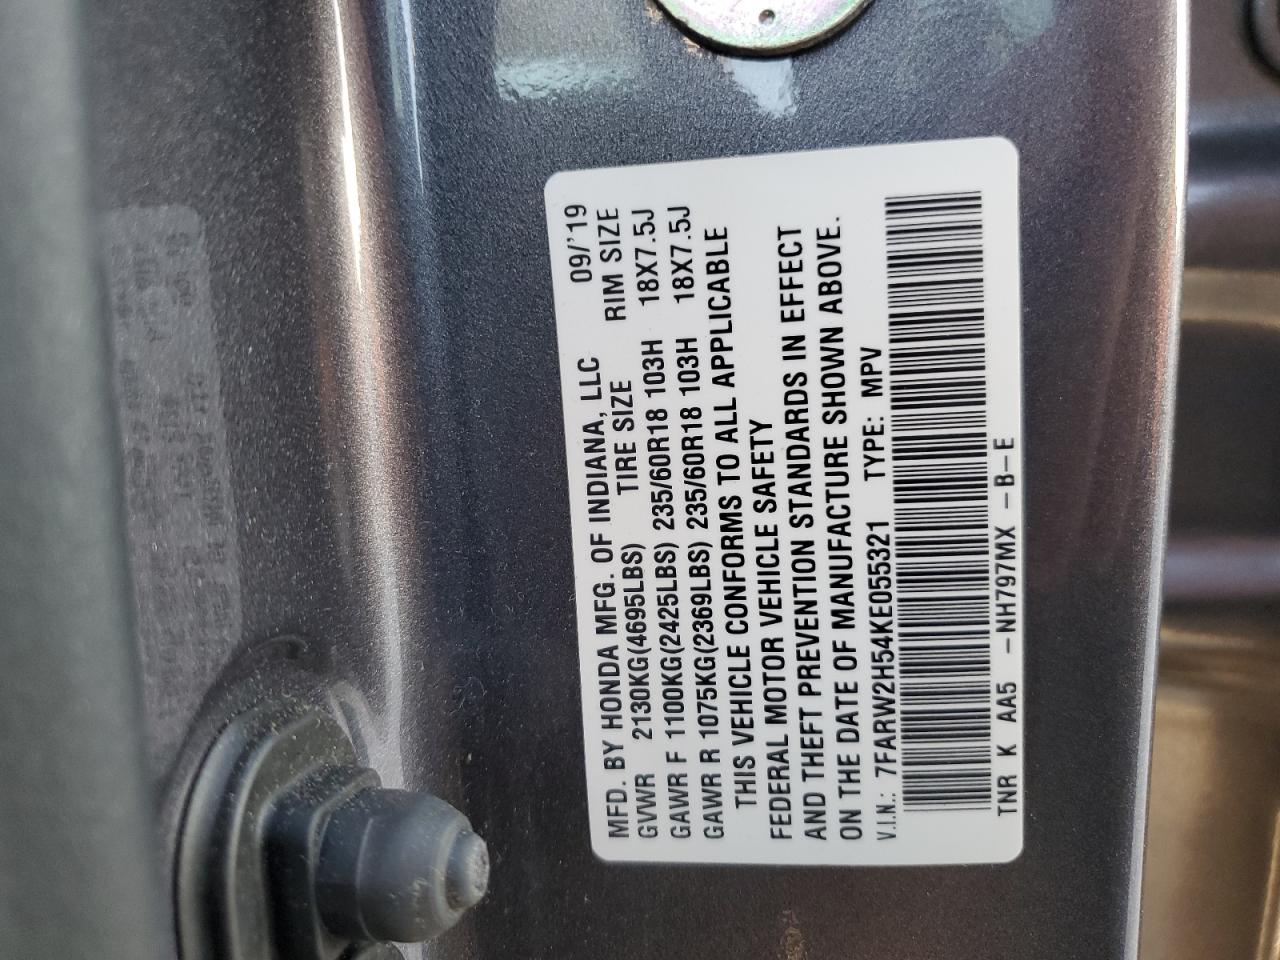 MFD. BY HONDA MFG. OF INDIANA, LLC 09/'19
GVWR 2130KG(4695LBS) TIRE SIZE RIM SIZE
GAWR F 1100KG(2425LBS) 235/60R18 103H 18X7.5J
GAWR R 1075KG(2369LBS) 235/60R18 103H 18X7.5J
THIS VEHICLE CONFORMS TO ALL APPLICABLE
FEDERAL MOTOR VEHICLE SAFETY
AND THEFT PREVENTION STANDARDS IN EFFECT
ON THE DATE OF MANUFACTURE SHOWN ABOVE.
V.I.N.: 7FARW2H54KE055321 TYPE: MPV
TNR K AA5 -NH797MX -B-E